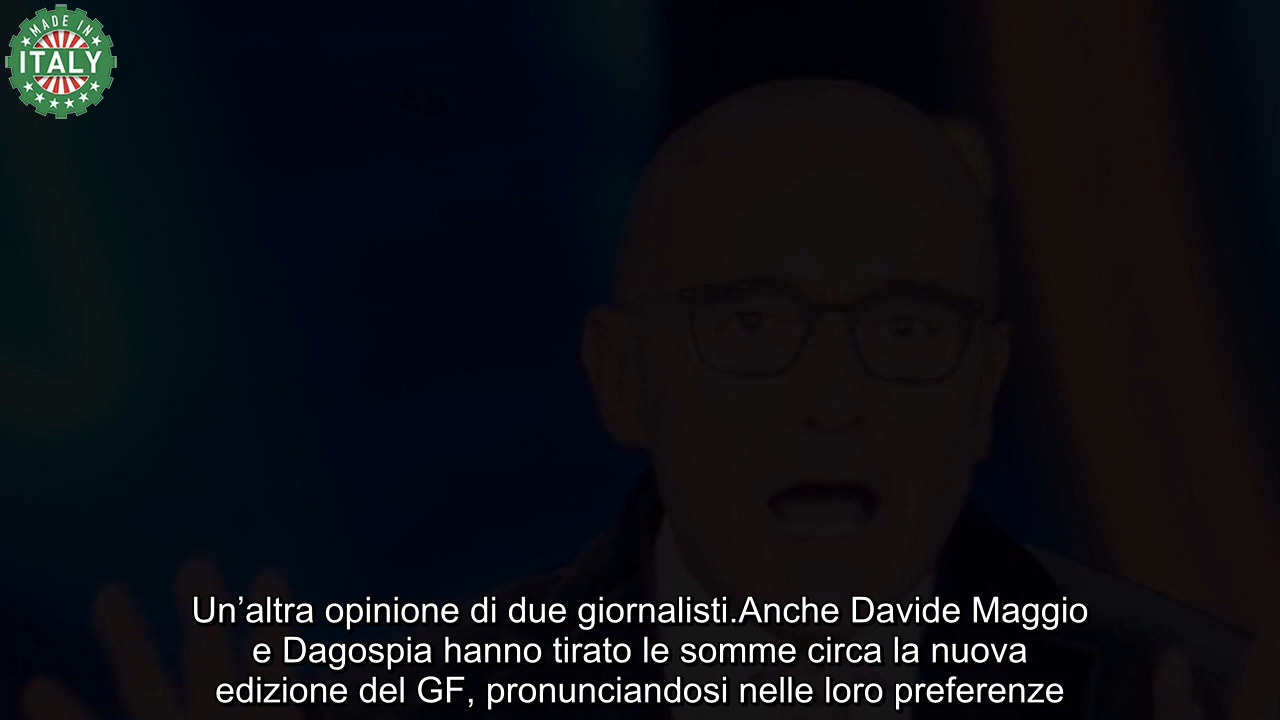 MADE IN
ITALY
Un’altra opinione di due giornalisti.Anche Davide Maggio
e Dagospia hanno tirato le somme circa la nuova
edizione del GF, pronunciandosi nelle loro preferenze